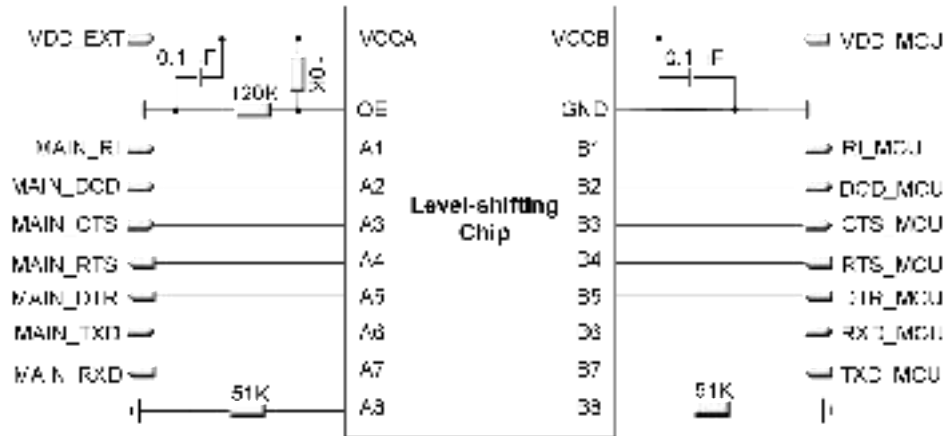 VDD_EXT VCCA VCCB VDD_MCU
0.1 F 0.1 F
120K
OE GND
MAIN_RI A1 B1 RI_MCU
MAIN_DCD A2 B2 DCD_MCU
MAIN_CTS A3 Level-shifting B3 CTS_MCU
Chip
MAIN_RTS A4 B4 RTS_MCU
MAIN_DTR A5 B5 DTR_MCU
MAIN_TXD A6 B6 RXD_MCU
MAIN_RXD A7 B7 TXD_MCU
51K 51K
A8 B8